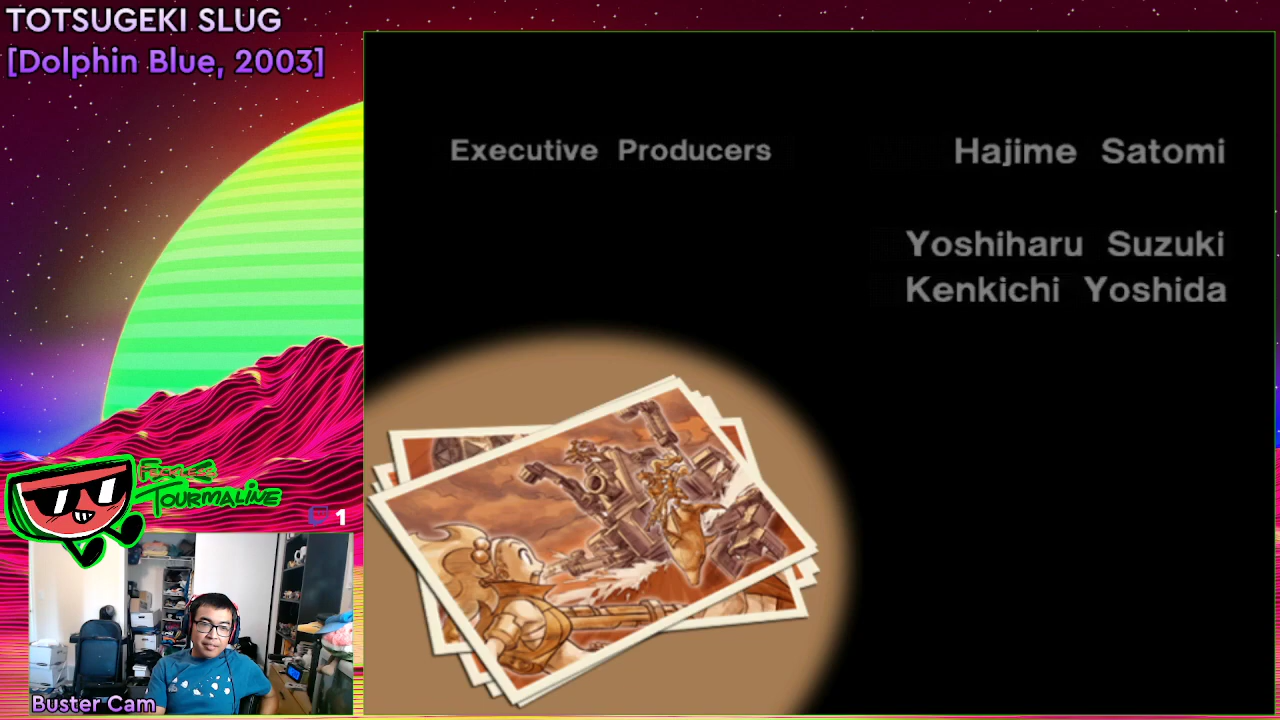 TOTSUGEKI SLUG
[Dolphin Blue, 2003]
Executive Producers
Hajime Satomi
Yoshiharu Suzuki
Kenkichi Yoshida
TOURMALINE
1
Buster Cam